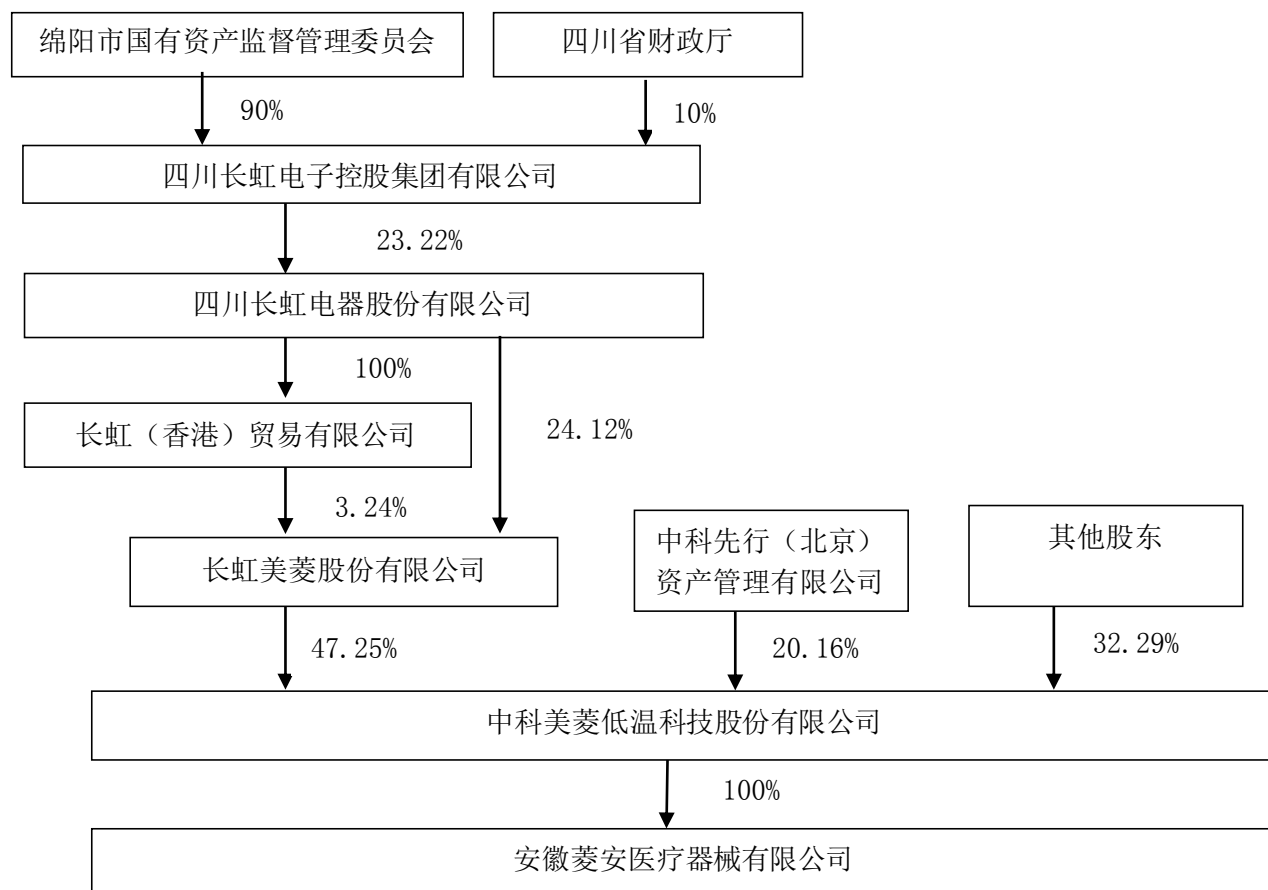 绵阳市国有资产监督管理委员会
四川省财政厅
90%
10%
四川长虹电子控股集团有限公司
23.22%
四川长虹电器股份有限公司
100%
24.12%
长虹（香港）贸易有限公司
3.24%
长虹美菱股份有限公司
中科先行（北京）
资产管理有限公司
其他股东
47.25%
20.16%
32.29%
中科美菱低温科技股份有限公司
100%
安徽菱安医疗器械有限公司